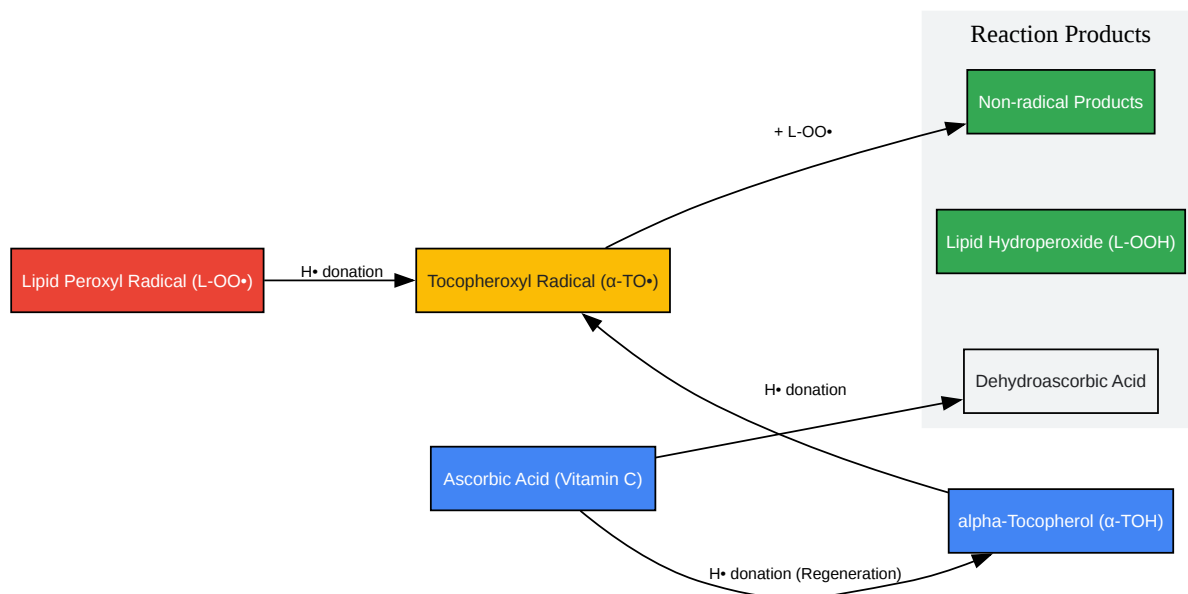 Reaction Products
Non-radical Products
+ L-OO•
Lipid Hydroperoxide (L-OOH)
Lipid Peroxyl Radical (L-OO•)
H• donation
Tocopheroxyl Radical (α-TO•)
H• donation
Dehydroascorbic Acid
Ascorbic Acid (Vitamin C)
alpha-Tocopherol (α-TOH)
H• donation (Regeneration)